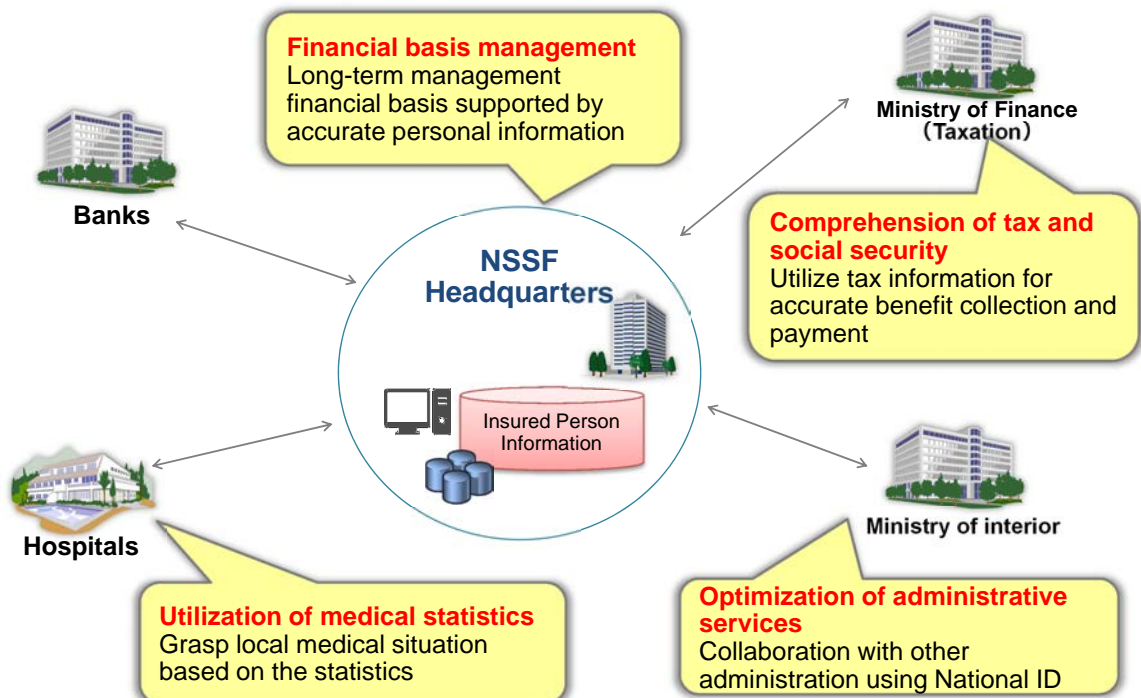 Financial basis management
Long-term management
financial basis supported by
accurate personal information
Ministry of Finance
（Taxation）
Banks
Comprehension of tax and
social security
Utilize tax information for
accurate benefit collection and
payment
NSSF
Headquarters
Insured Person
Information
Hospitals
Ministry of interior
Utilization of medical statistics
Grasp local medical situation
based on the statistics
Optimization of administrative
services
Collaboration with other
administration using National ID